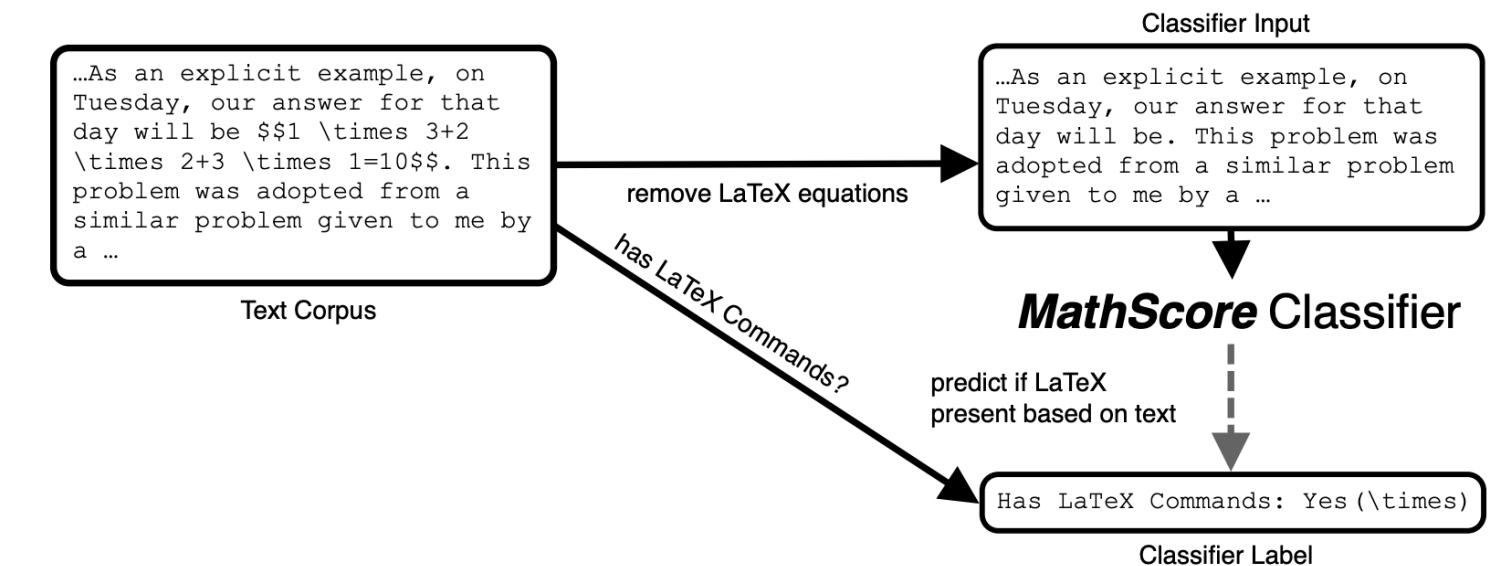 …As an explicit example, on
Tuesday, our answer for that
day will be $$1 \times 3+2
\times 2+3 \times 1=10$$. This
problem was adopted from a
similar problem given to me by
a …
Text Corpus
remove LaTeX equations
has LaTeX Commands?
Classifier Input
…As an explicit example, on
Tuesday, our answer for that
day will be. This problem was
adopted from a similar problem
given to me by a …
MathScore Classifier
predict if LaTeX
present based on text
Has LaTeX Commands: Yes (\times)
Classifier Label